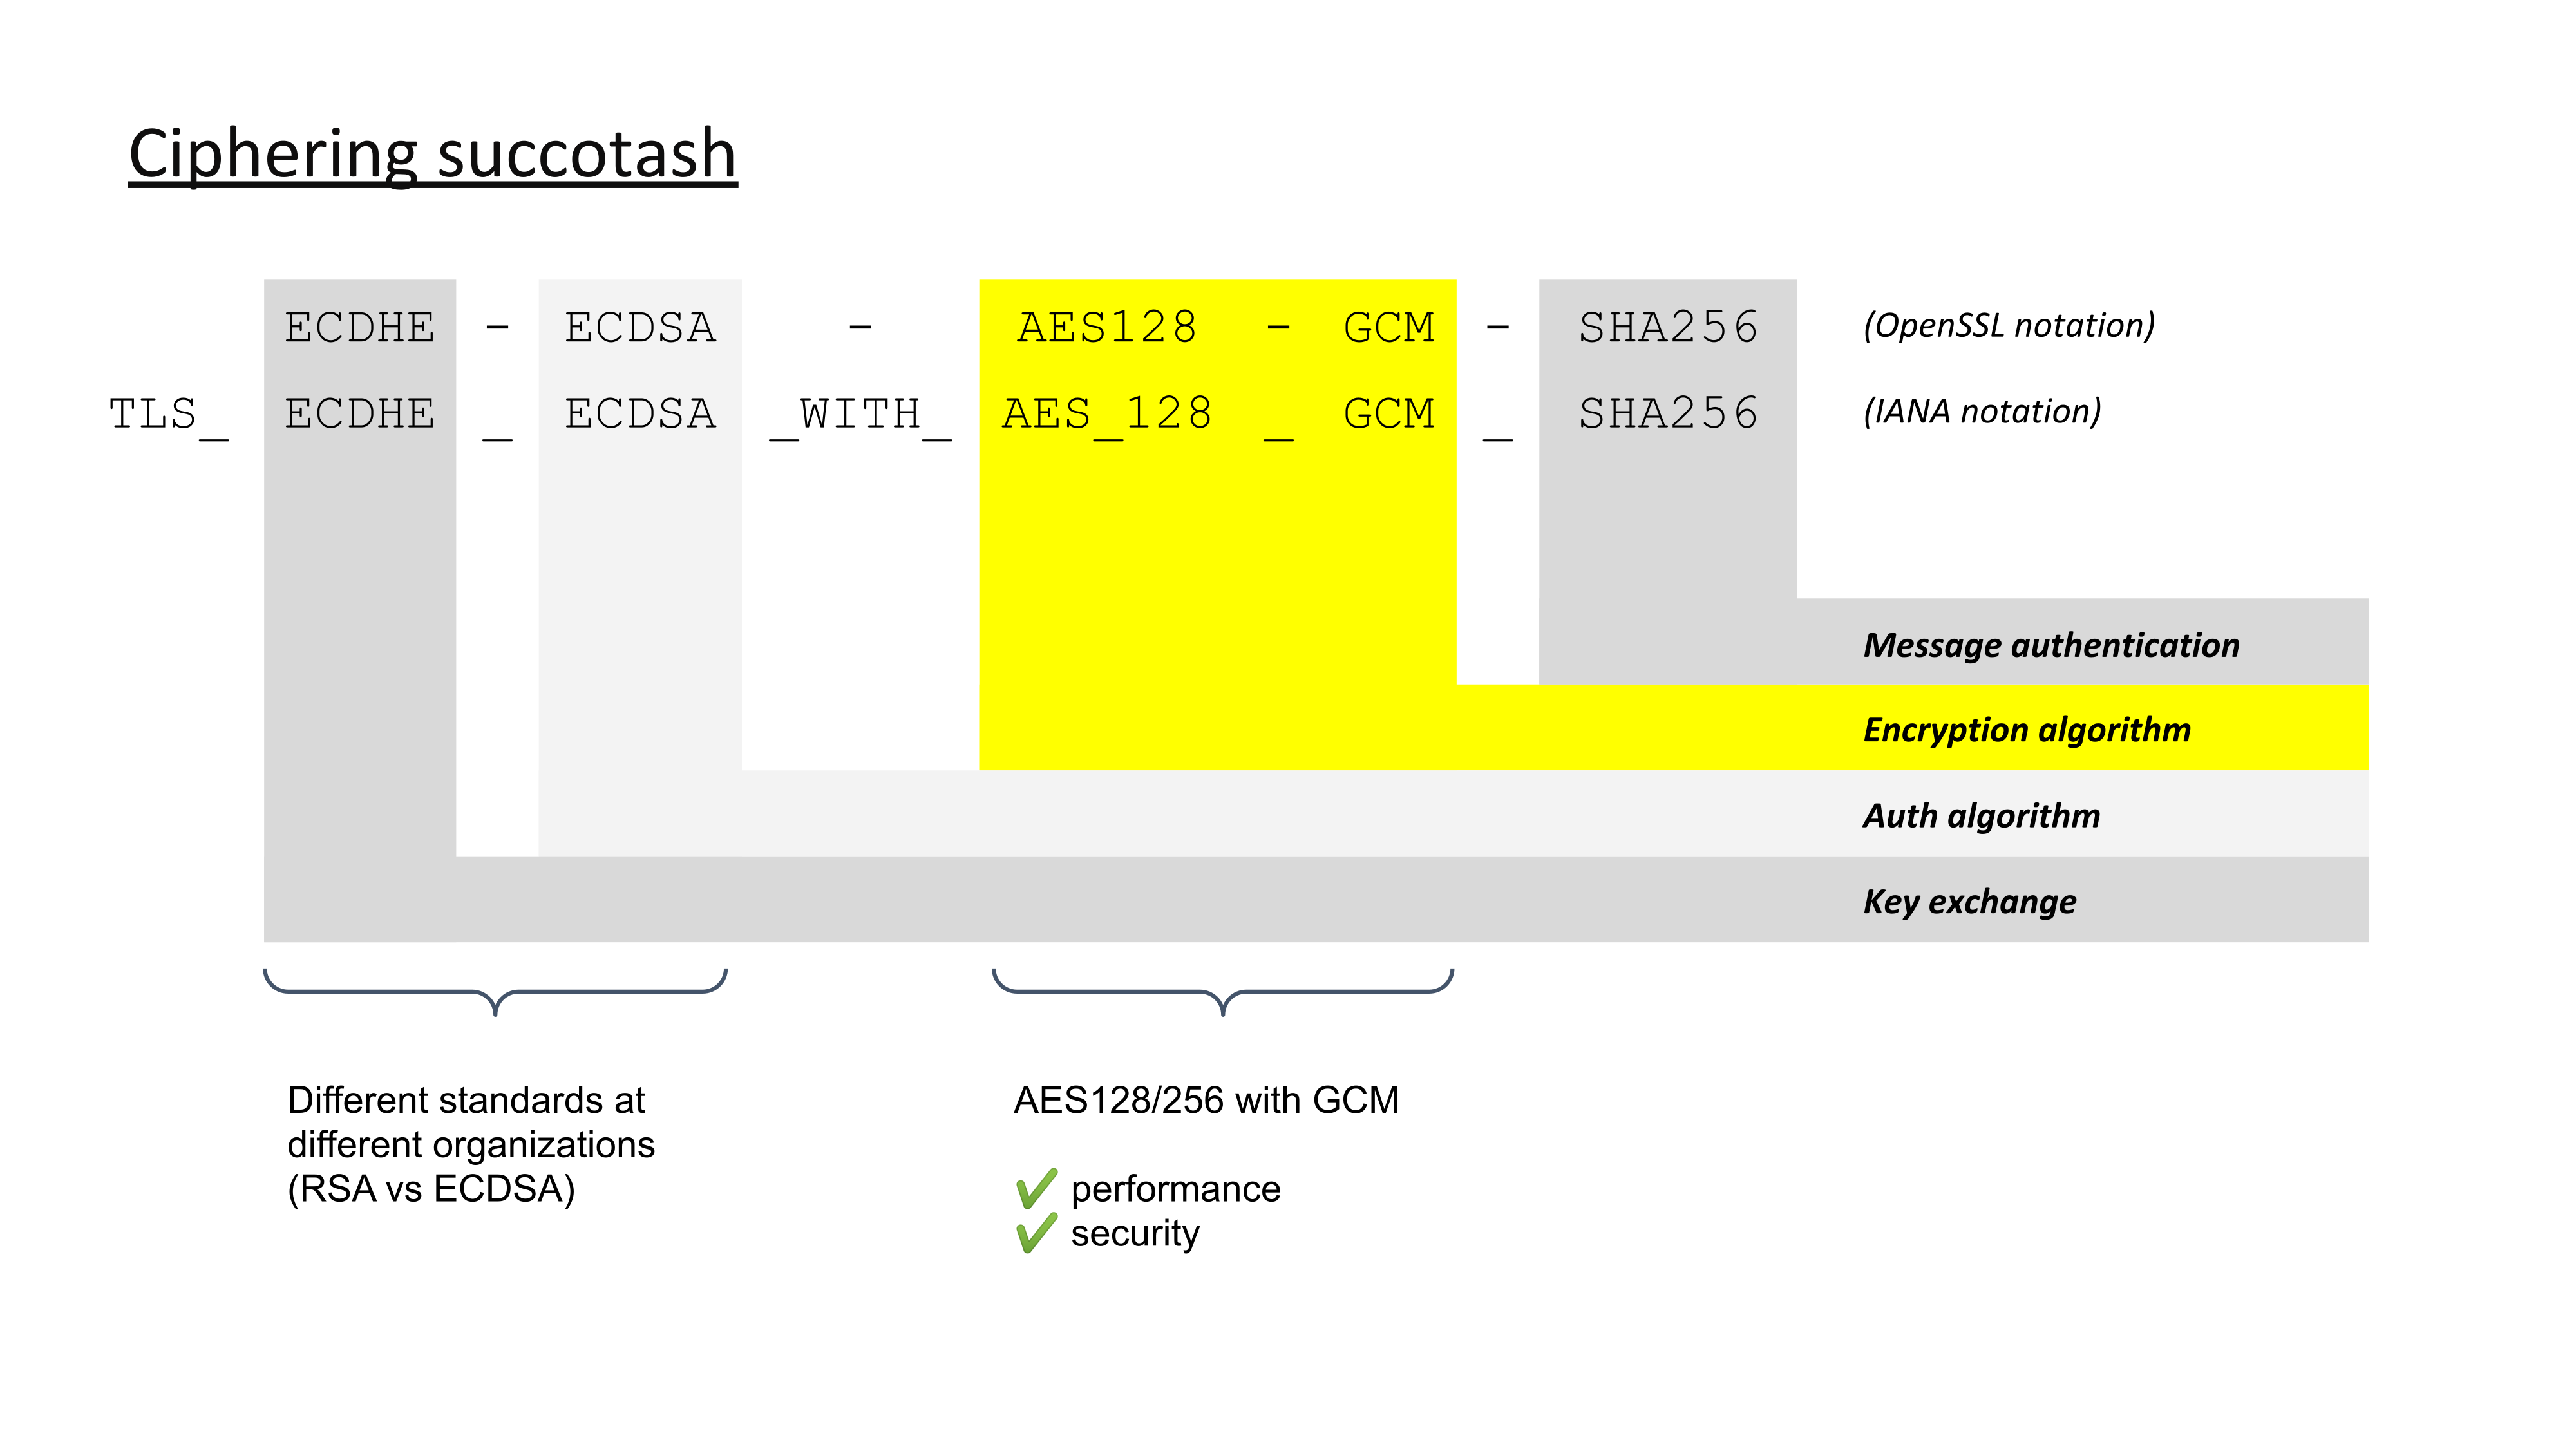 Ciphering succotash
ECDHE - ECDSA - AES128 - GCM - SHA256 (OpenSSL notation)
TLS_ ECDHE _ ECDSA _WITH_ AES_128 _ GCM _ SHA256 (IANA notation)
Message authentication
Encryption algorithm
Auth algorithm
Key exchange
Different standards at
different organizations
(RSA vs ECDSA)
AES128/256 with GCM
✔ performance
✔ security